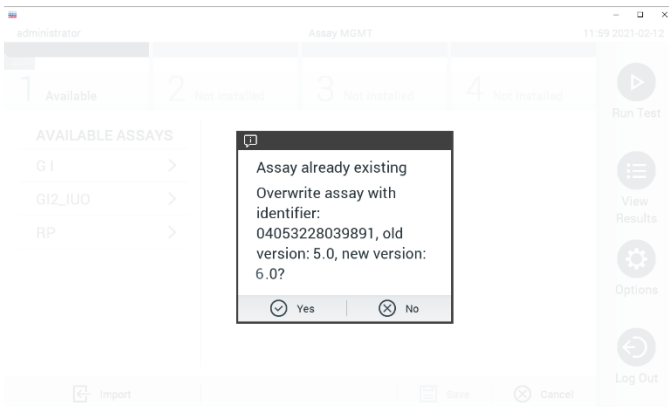 administrator Assay MGMT 11:59 2021-02-12
1 Available 2 Not installed 3 Not installed 4 Not installed
Run Test
AVAILABLE ASSAYS
G I
GI2_IUO
RP
View
Results
Options
Log Out
Assay already existing
Overwrite assay with
identifier:
04053228039891, old
version: 5.0, new version:
6.0?
Yes No
Import Save Cancel